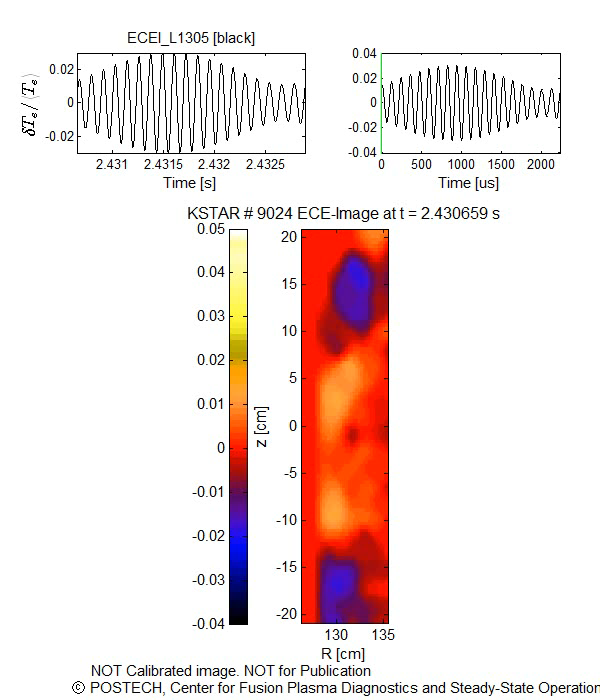 ECEI_L1305 [black]
δTₑ/⟨Tₑ⟩
0.02
0
-0.02
2.431 2.4315 2.432 2.4325
Time [s]
0.04
0.02
0
-0.02
-0.04
0 500 1000 1500 2000
Time [us]
KSTAR # 9024 ECE-Image at t = 2.430659 s
0.05
0.04
0.03
0.02
0.01
0
-0.01
-0.02
-0.03
-0.04
z [cm]
20
15
10
5
0
-5
-10
-15
-20
130 135
R [cm]
NOT Calibrated image. NOT for Publication
© POSTECH, Center for Fusion Plasma Diagnostics and Steady-State Operation